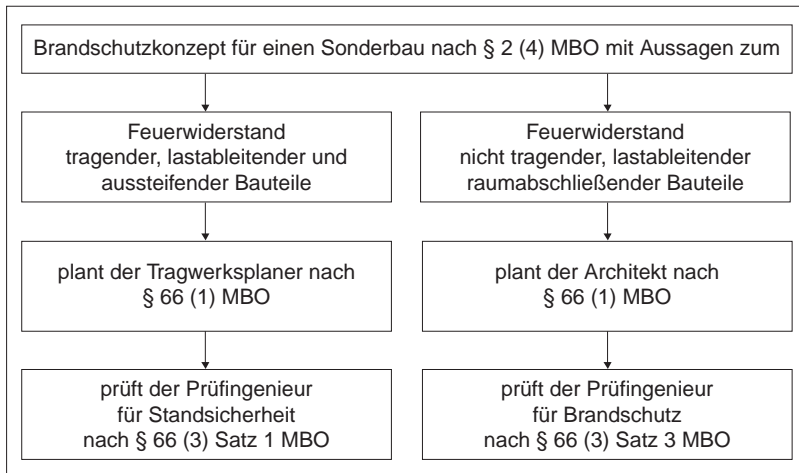 Brandschutzkonzept für einen Sonderbau nach § 2 (4) MBO mit Aussagen zum
Feuerwiderstand
tragender, lastableitender und
aussteifender Bauteile
Feuerwiderstand
nicht tragender, lastableitender
raumabschließender Bauteile
plant der Tragwerksplaner nach
§ 66 (1) MBO
plant der Architekt nach
§ 66 (1) MBO
prüft der Prüfingenieur
für Standsicherheit
nach § 66 (3) Satz 1 MBO
prüft der Prüfingenieur
für Brandschutz
nach § 66 (3) Satz 3 MBO